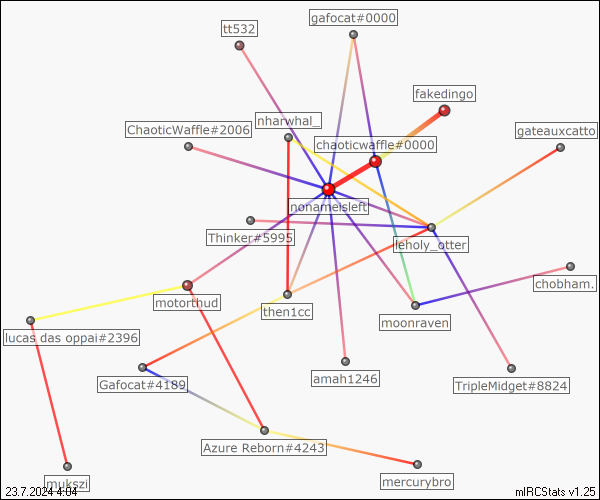 gafocat#0000
tt532
fakedingo
nharwhal_
ChaoticWaffle#2006
gateauxcatto
chaoticwaffle#0000
nonameisleft
Thinker#5995
leholy_otter
chobham.
motorthud
then1cc
moonraven
lucas das oppai#2396
amah1246
Gafocat#4189
TripleMidget#8824
Azure Reborn#4243
mukszi
mercurybro
23.7.2024 4:04
mIRCStats v1.25